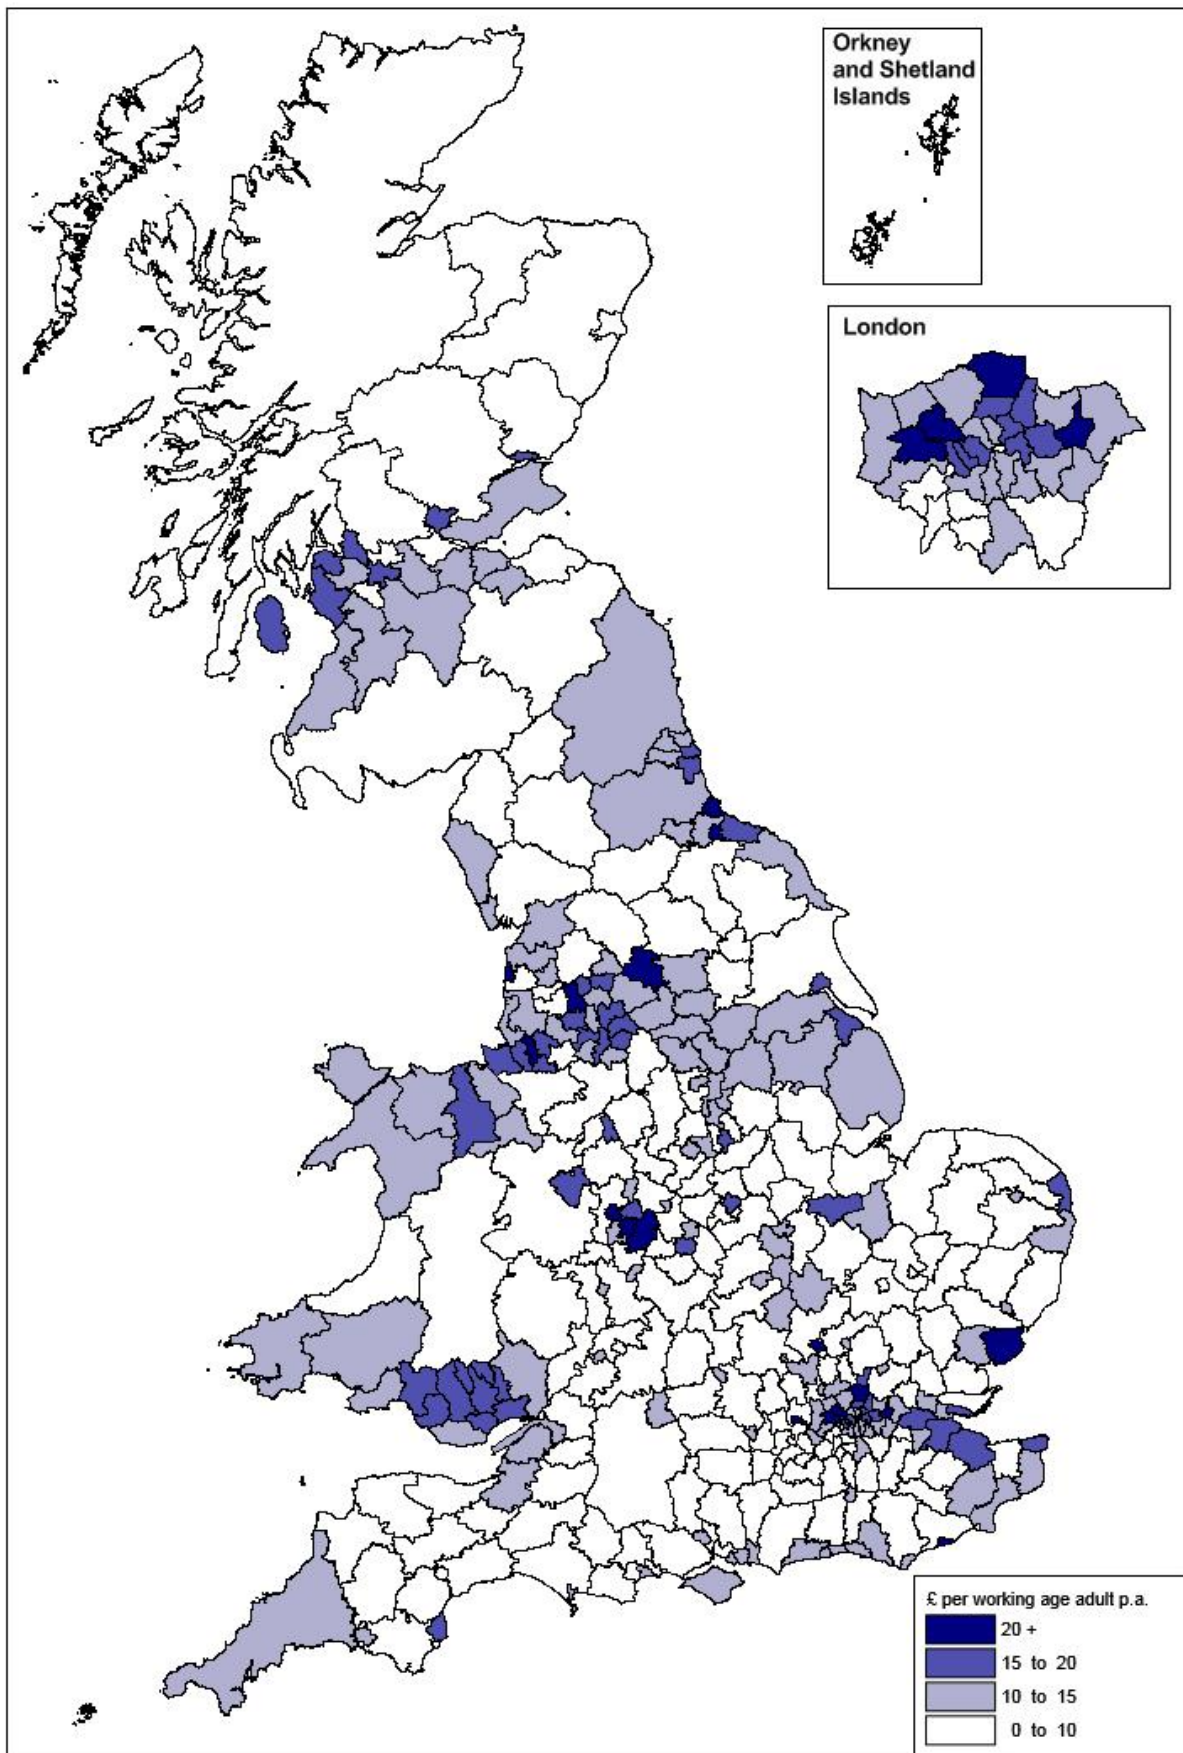 Orkney
and Shetland
Islands
London
£ per working age adult p.a.
20 +
15 to 20
10 to 15
0 to 10